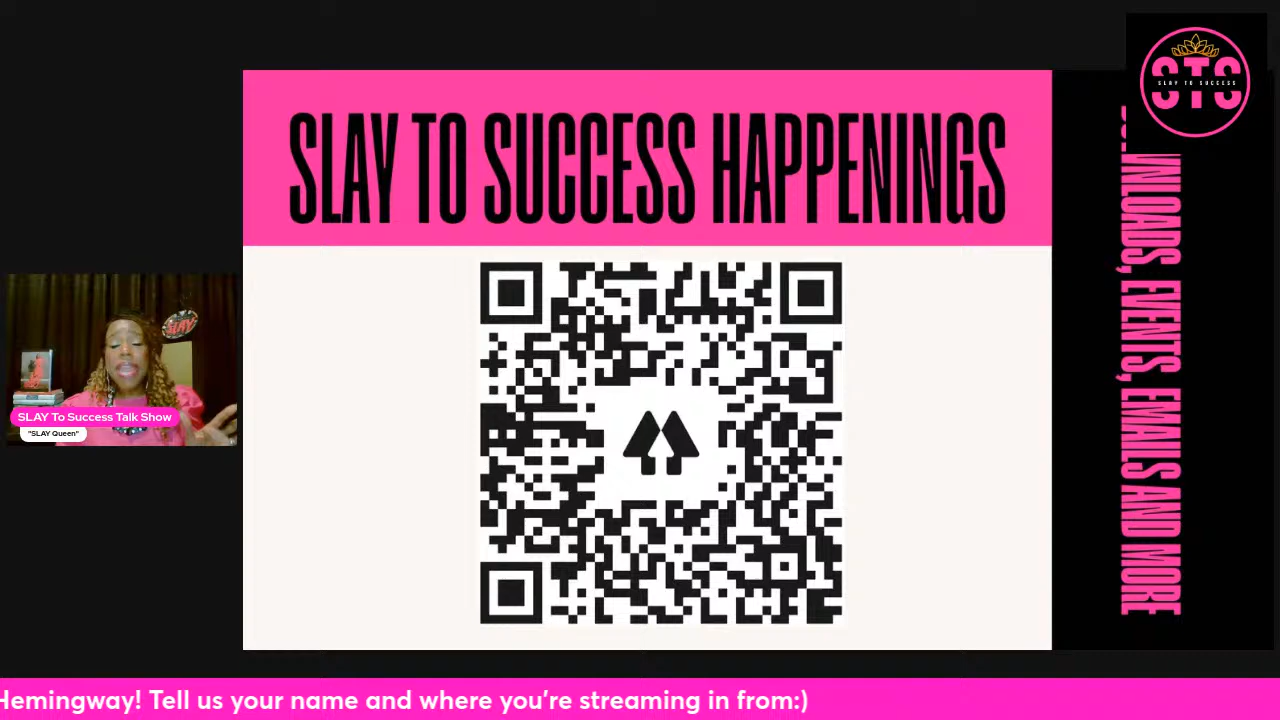 SLAY TO SUCCESS HAPPENINGS
STS
SLAY TO SUCCESS
EVENTS, EMAILS AND MORE
SLAY
SLAY To Success Talk Show
"SLAY Queen"
Hemingway! Tell us your name and where you're streaming in from:)